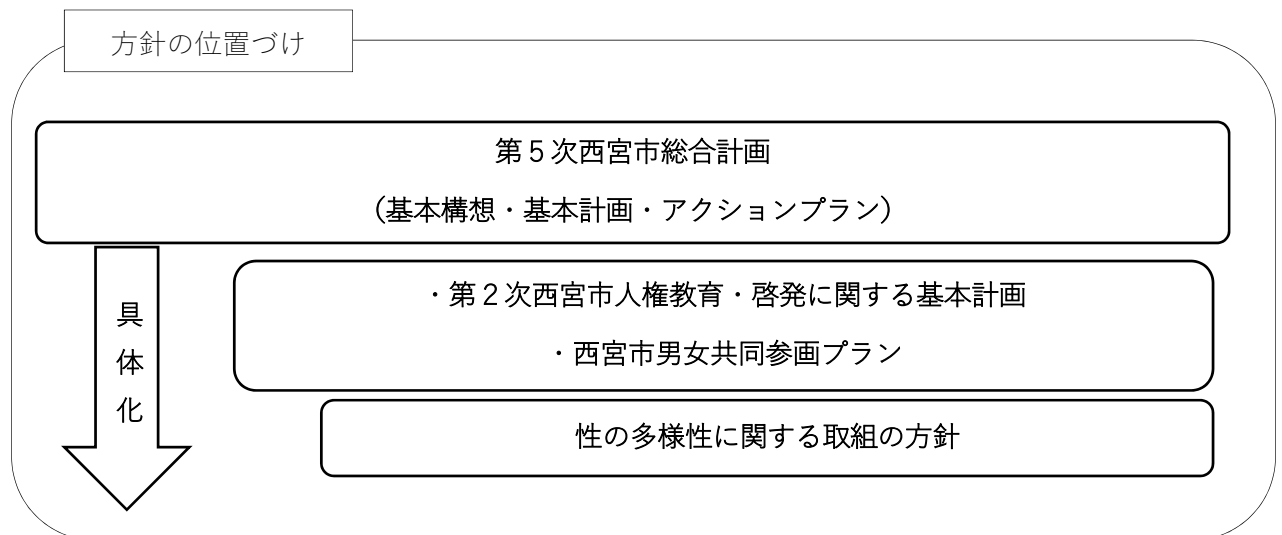 方針の位置づけ
第５次西宮市総合計画
（基本構想・基本計画・アクションプラン）
具体化
・第２次西宮市人権教育・啓発に関する基本計画
・西宮市男女共同参画プラン
性の多様性に関する取組の方針